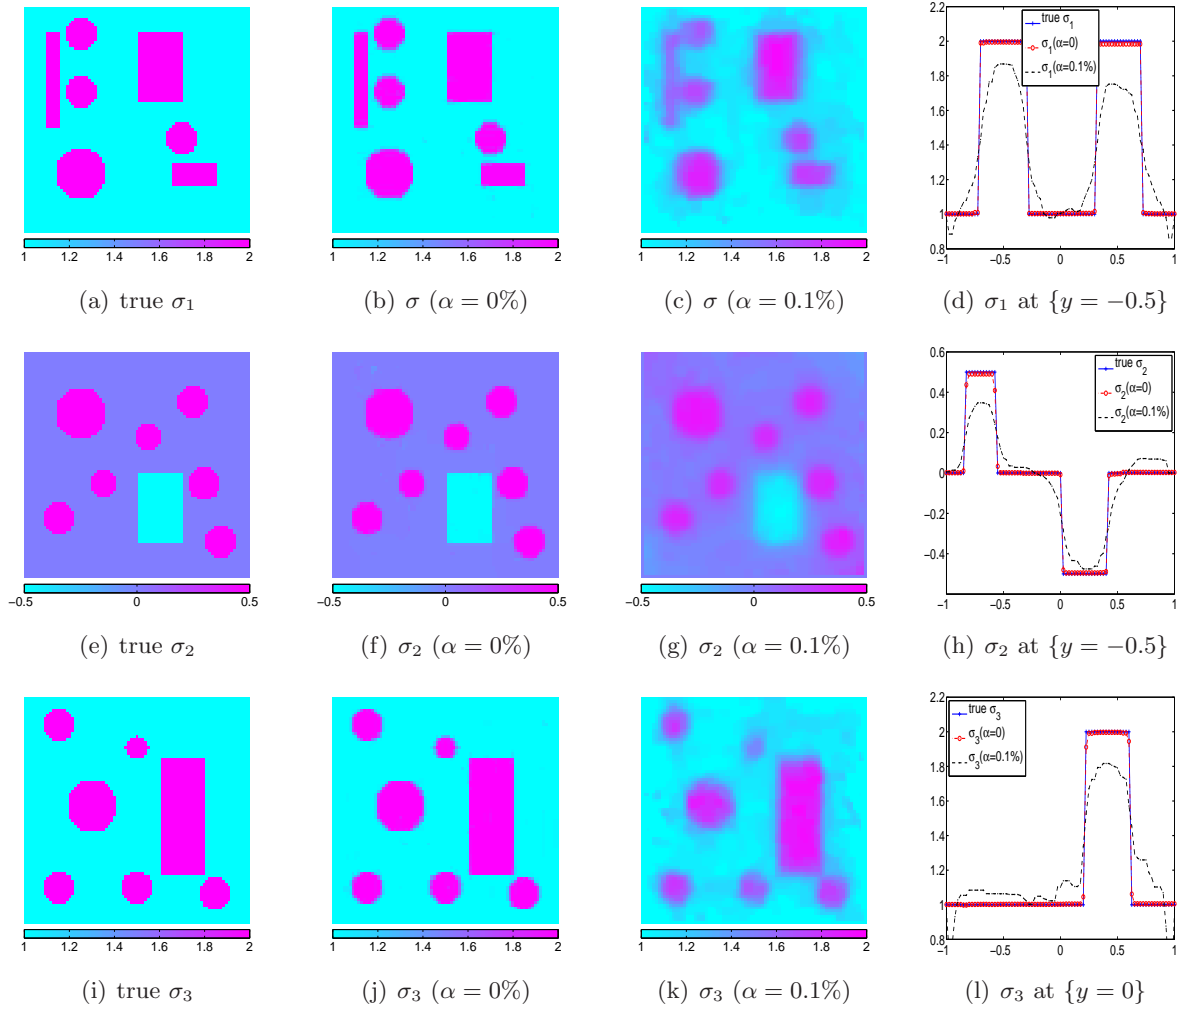 2.2
2
1.8
1.6
1.4
1.2
1
0.8
−1 −0.5 0 0.5 1
true σ1
σ1(α=0)
σ1(α=0.1%)
1 1.2 1.4 1.6 1.8 2
1 1.2 1.4 1.6 1.8 2
1 1.2 1.4 1.6 1.8 2
(a) true σ1
(b) σ (α = 0%)
(c) σ (α = 0.1%)
(d) σ1 at {y = −0.5}
0.6
0.4
0.2
0
−0.2
−0.4
−1 −0.5 0 0.5 1
true σ2
σ2(α=0)
σ2(α=0.1%)
−0.5 0 0.5
−0.5 0 0.5
−0.5 0 0.5
(e) true σ2
(f) σ2 (α = 0%)
(g) σ2 (α = 0.1%)
(h) σ2 at {y = −0.5}
2.2
2
1.8
1.6
1.4
1.2
1
0.8
−1 −0.5 0 0.5 1
true σ3
σ3(α=0)
σ3(α=0.1%)
1 1.2 1.4 1.6 1.8 2
1 1.2 1.4 1.6 1.8 2
1 1.2 1.4 1.6 1.8 2
(i) true σ3
(j) σ3 (α = 0%)
(k) σ3 (α = 0.1%)
(l) σ3 at {y = 0}